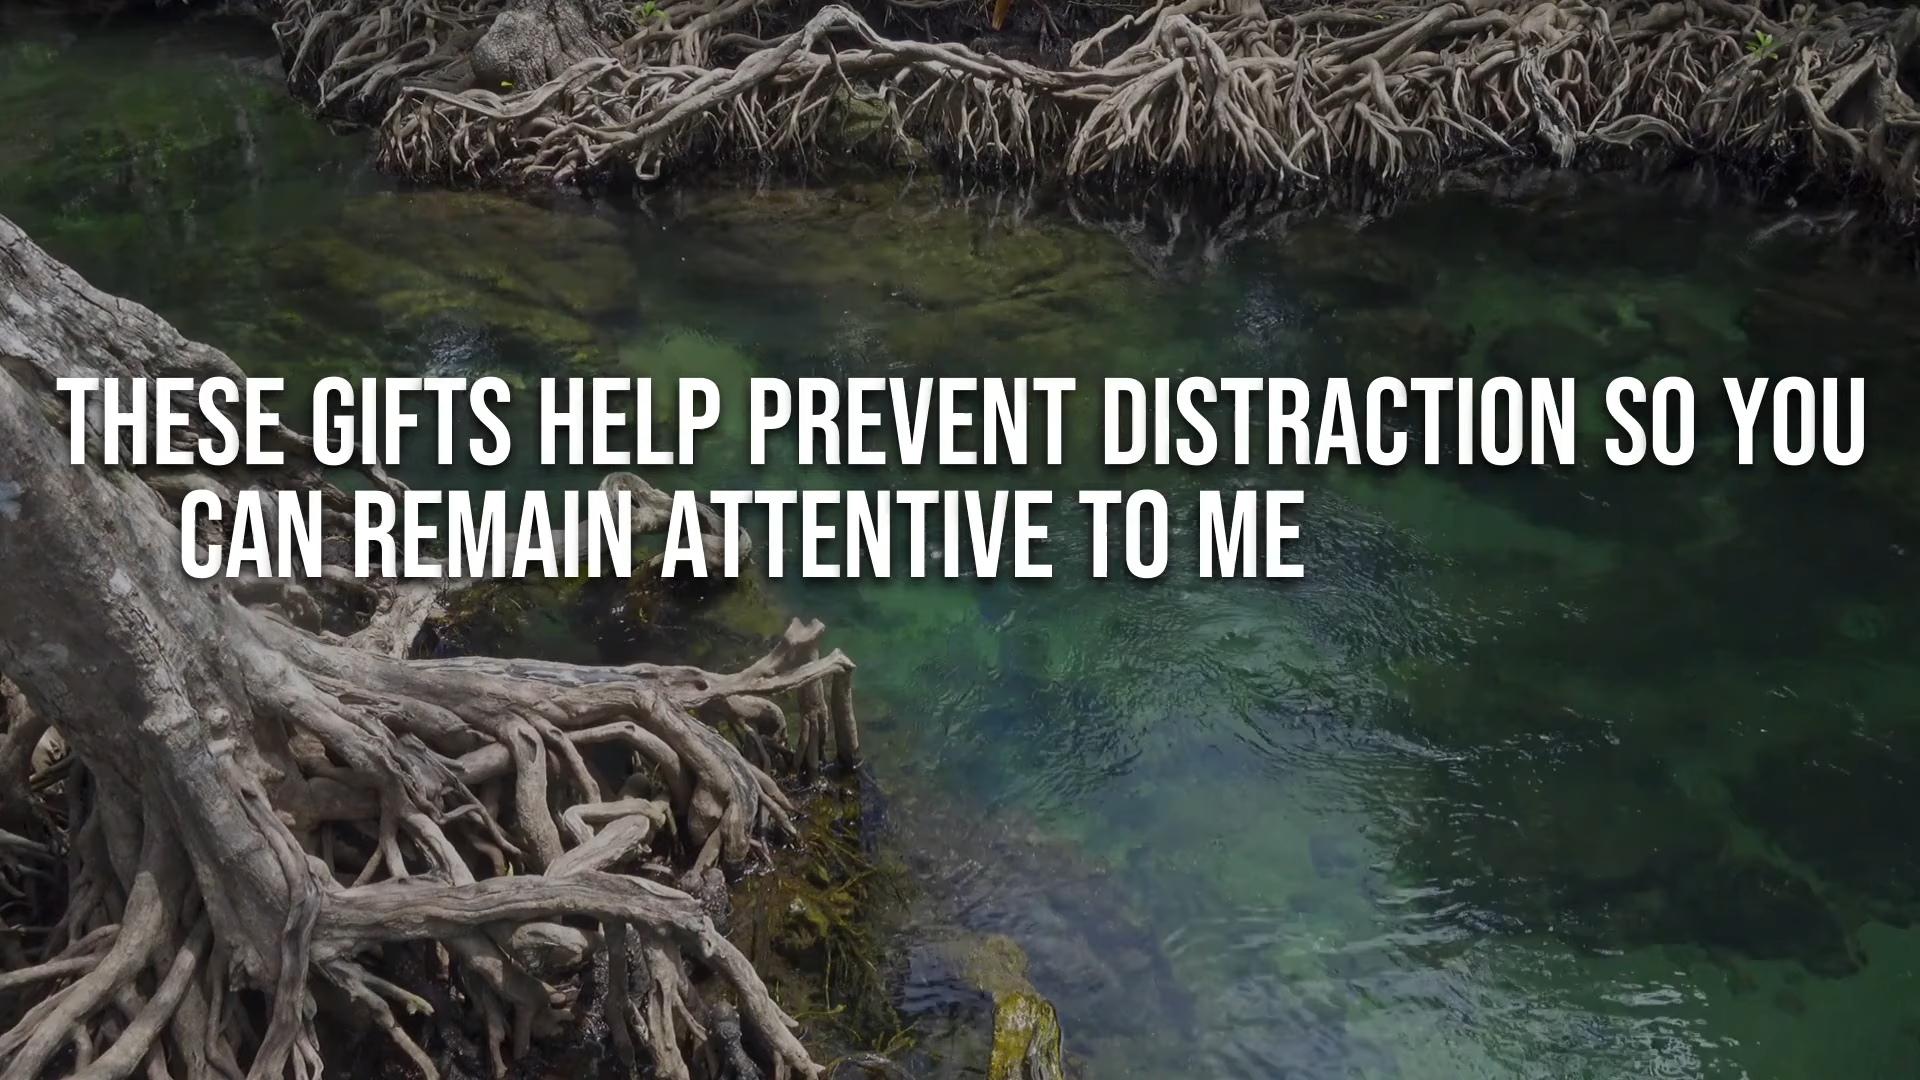 THESE GIFTS HELP PREVENT DISTRACTION SO YOU
CAN REMAIN ATTENTIVE TO ME